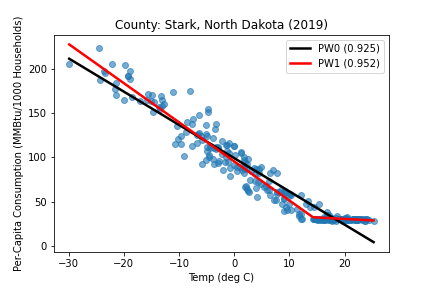 County: Stark, North Dakota (2019)
PW0 (0.925)
PW1 (0.952)
Per-Capita Consumption (MMBtu/1000 Households)
200
150
100
50
0
−30 −20 −10 0 10 20
Temp (deg C)